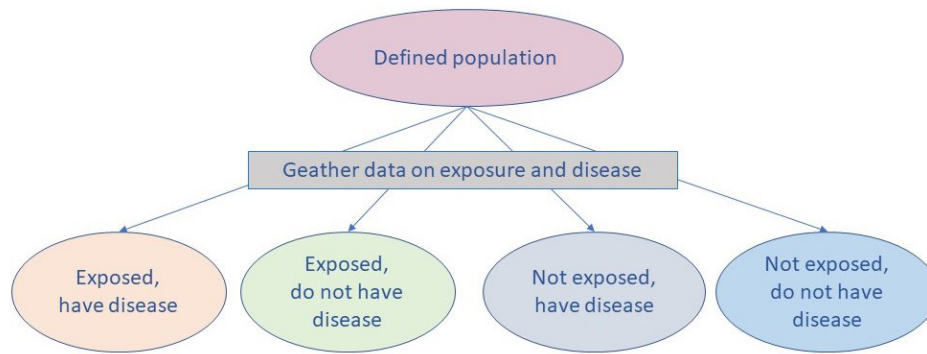 Defined population
Geather data on exposure and disease
Exposed,
have disease
Exposed,
do not have
disease
Not exposed,
have disease
Not exposed,
do not have
disease